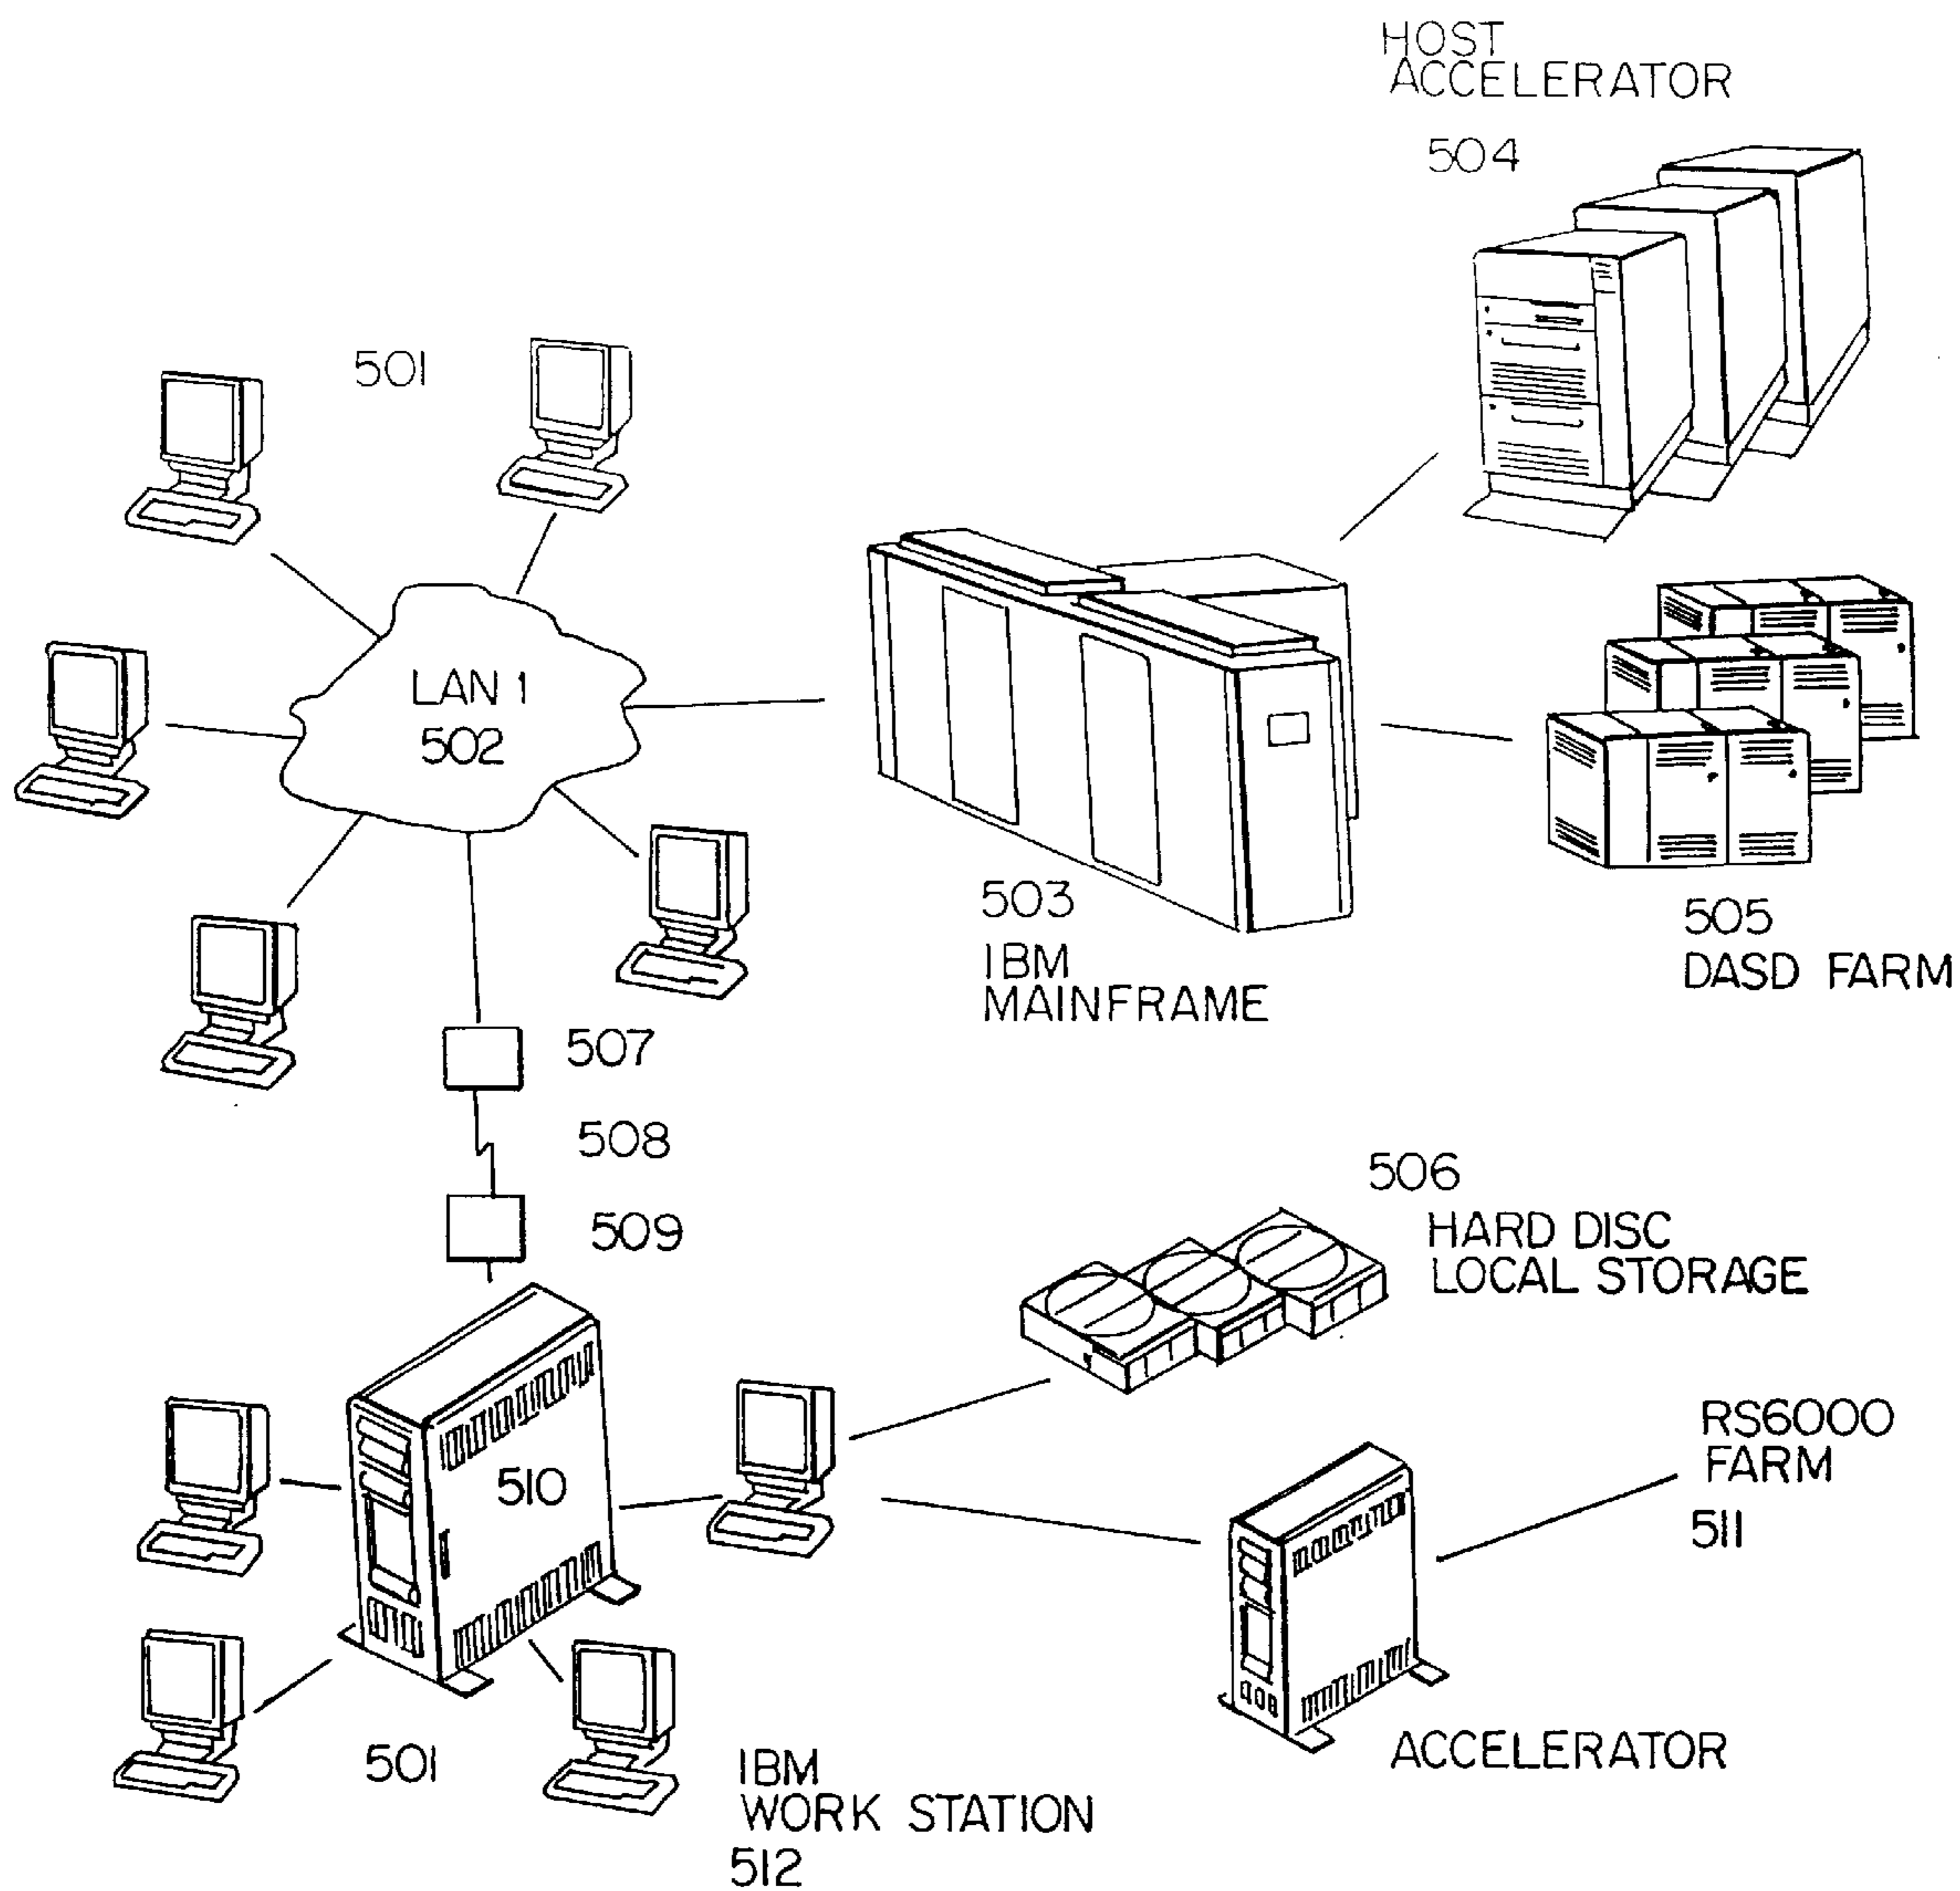 HOST
ACCELERATOR
504
501
LAN 1
502
503
IBM
MAINFRAME
505
DASD FARM
507
508
509
506
HARD DISC
LOCAL STORAGE
510
RS6000
FARM
511
ACCELERATOR
501
IBM
WORK STATION
512